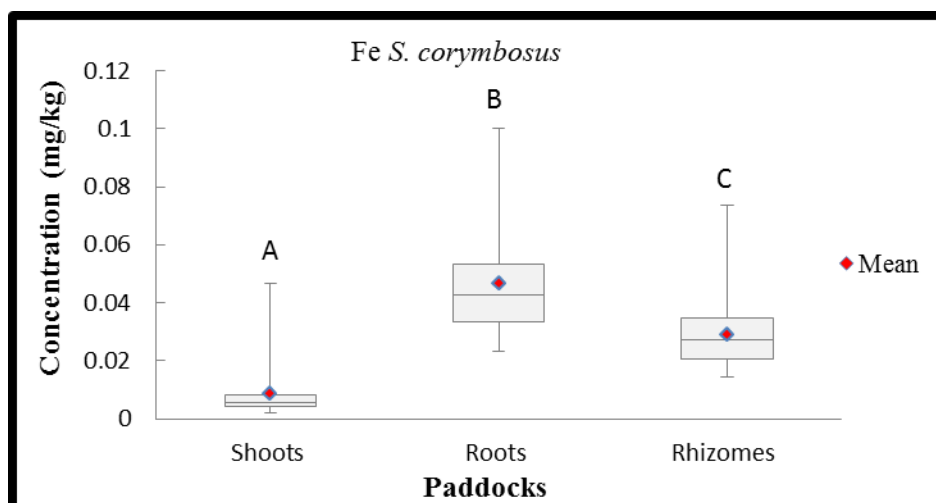 Fe S. corymbosus
Concentration (mg/kg)
0.12
0.1
0.08
0.06
0.04
0.02
0
A
B
C
Mean
Shoots Roots Rhizomes
Paddocks